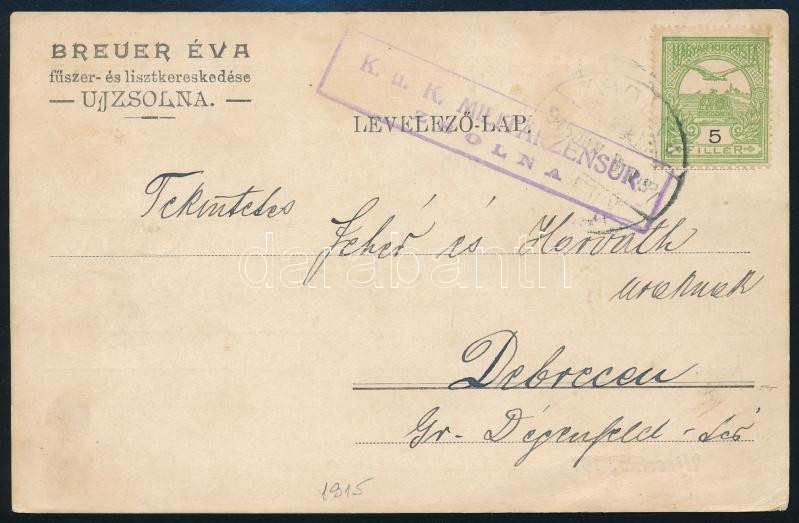 BREUER ÉVA
fűszer- és lisztkereskedése
— UJZSOLNA. —
K. u. K. MILITÄRZENSUR
ZSOLNA
LEVELEZŐ-LAP
MAGYAR KIR. POSTA
5
FILLÉR
Tekintetes
Fehér és Horváth
uraknak
Debreczen
Gr. Dégenfeld-tér
1915
darabanth